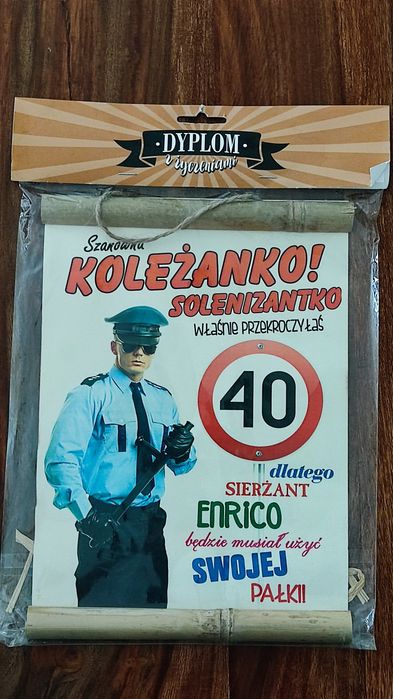 DYPLOM
z życzeniami
Szanowna
KOLEŻANKO!
SOLENIZANTKO
WŁAŚNIE PRZEKROCZYŁAŚ
40
dlatego
SIERŻANT
ENRICO
będzie musiał użyć
SWOJEJ
PAŁKI!